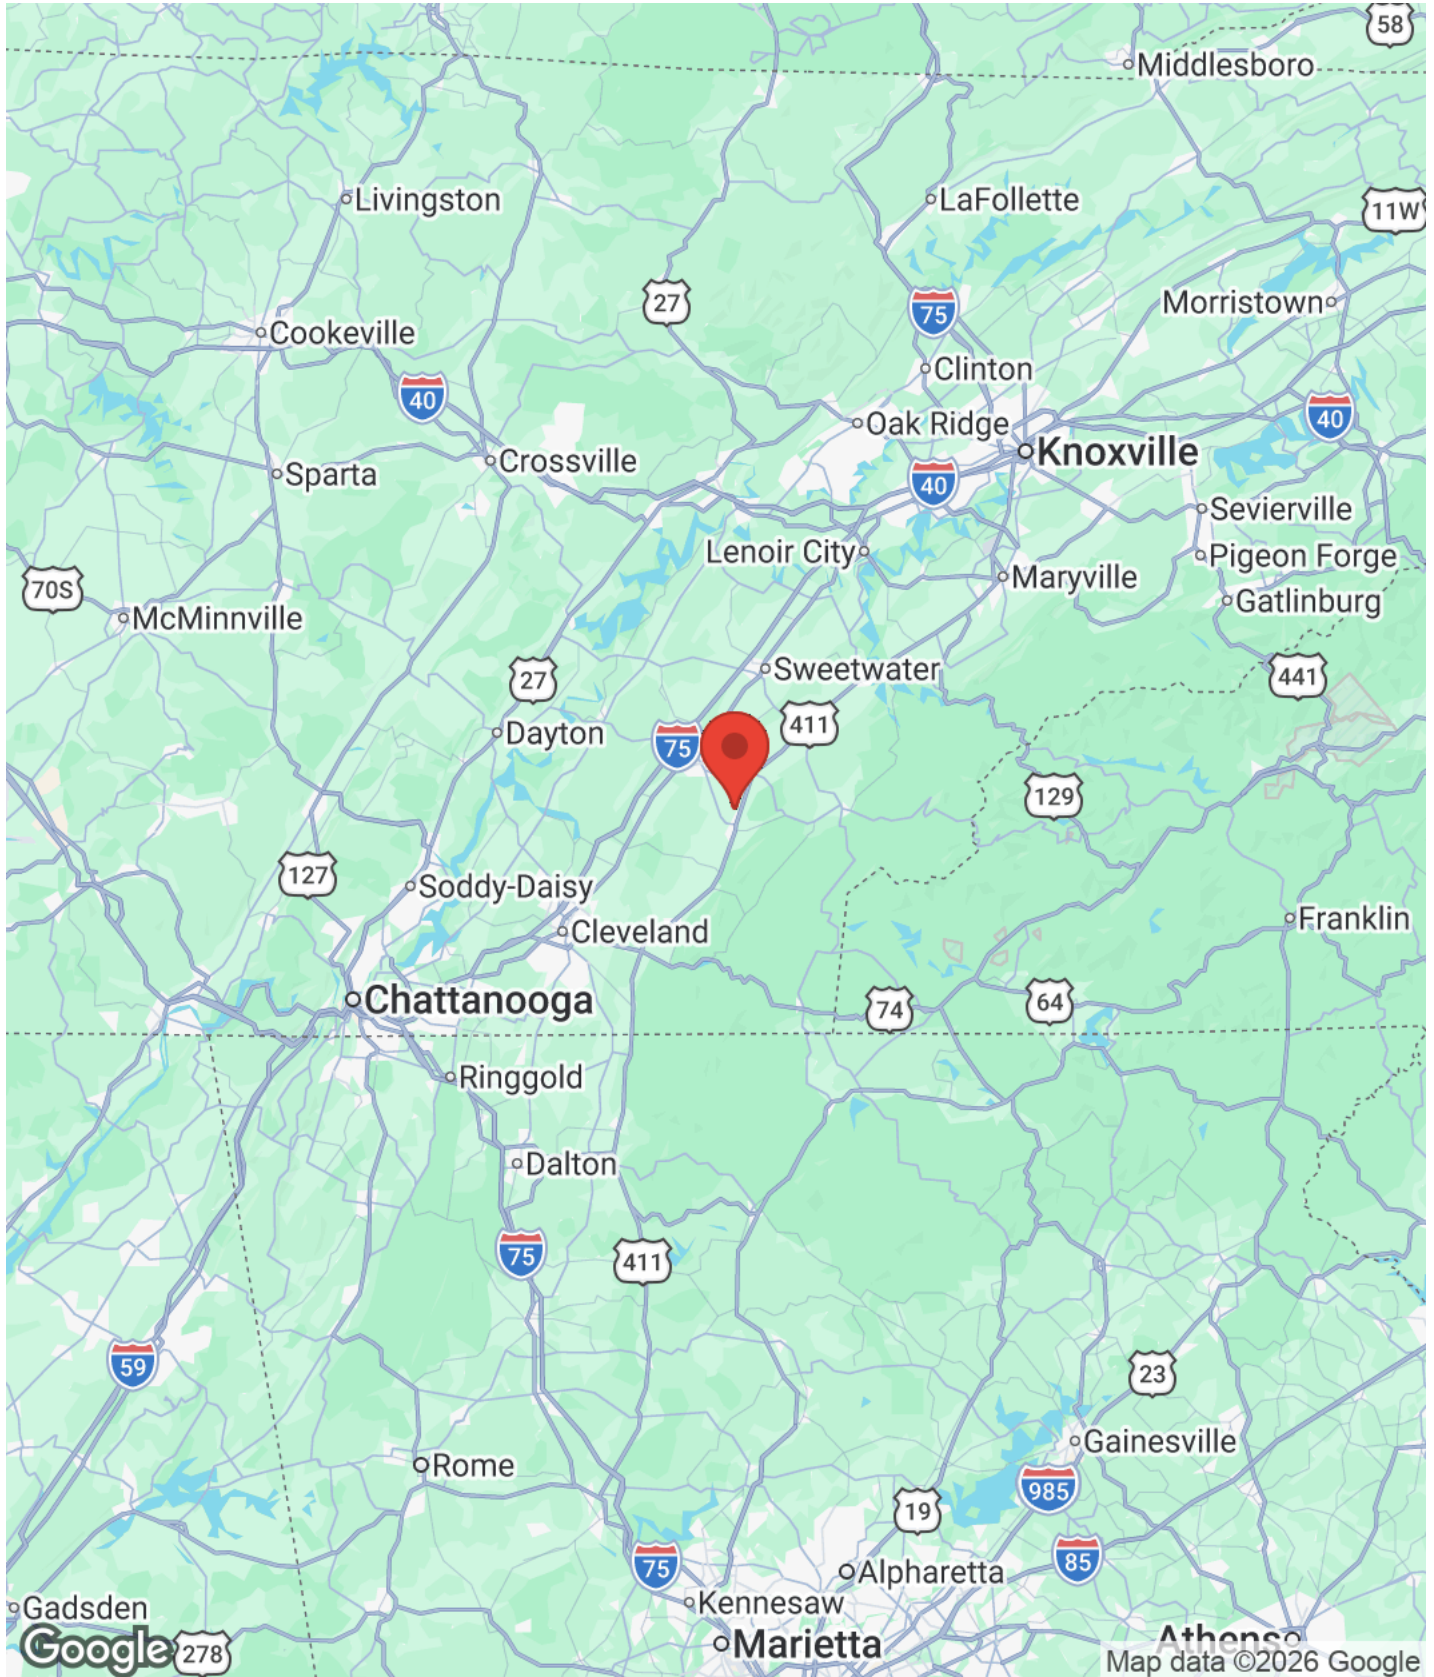 58
Middlesboro
Livingston
LaFollette
11W
27
75
Morristown
Cookeville
Clinton
40
40
Oak Ridge
Knoxville
Crossville
Sparta
40
Sevierville
Lenoir City
Pigeon Forge
70S
Maryville
Gatlinburg
McMinnville
Sweetwater
441
27
411
Dayton
75
129
127
Soddy-Daisy
Franklin
Cleveland
Chattanooga
74
64
Ringgold
Dalton
75
411
59
23
Gainesville
Rome
985
19
85
75
Alpharetta
Kennesaw
Gadsden
Marietta
Athens
Google
278
Map data ©2026 Google